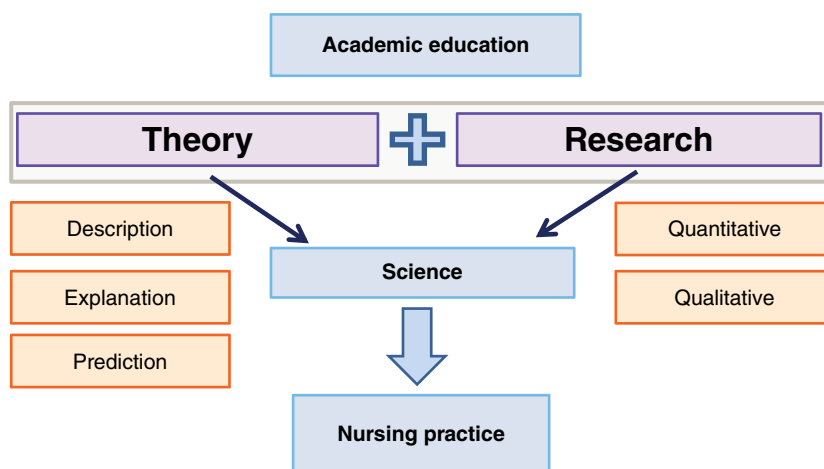 Academic education
Theory
Research
Description
Explanation
Prediction
Science
Quantitative
Qualitative
Nursing practice